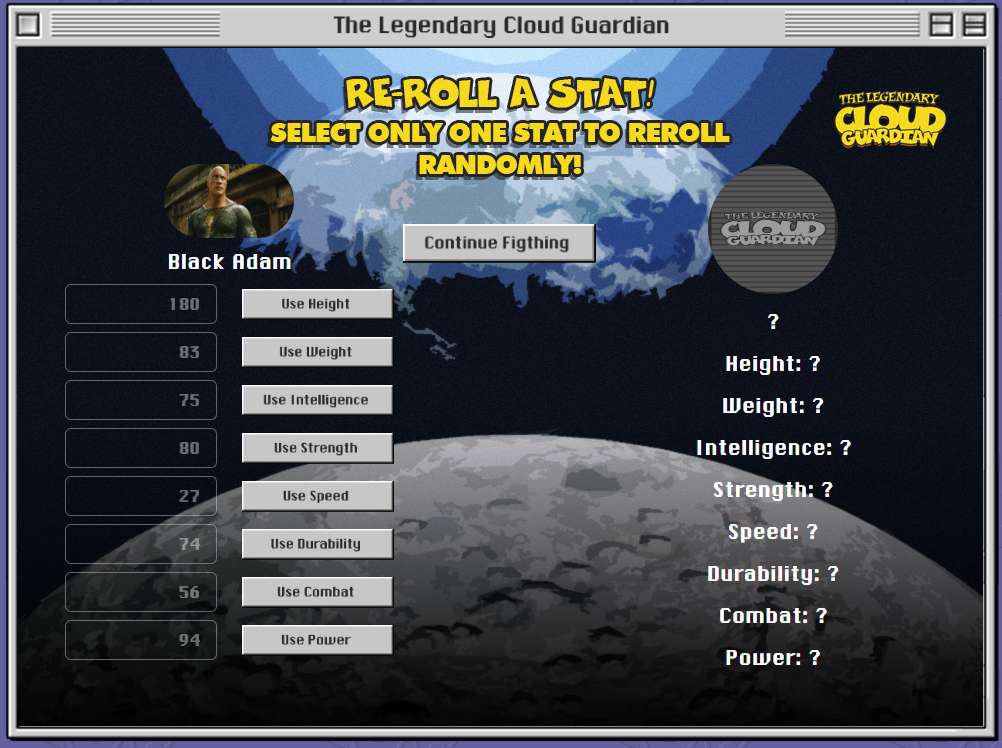 The Legendary Cloud Guardian
RE-ROLL A STAT!
SELECT ONLY ONE STAT TO REROLL
RANDOMLY!
THE LEGENDARY
CLOUD
GUARDIAN
Continue Figthing
THE LEGENDARY
CLOUD
GUARDIAN
Black Adam
180
Use Height
83
Use Weight
75
Use Intelligence
80
Use Strength
27
Use Speed
74
Use Durability
56
Use Combat
94
Use Power
?
Height: ?
Weight: ?
Intelligence: ?
Strength: ?
Speed: ?
Durability: ?
Combat: ?
Power: ?